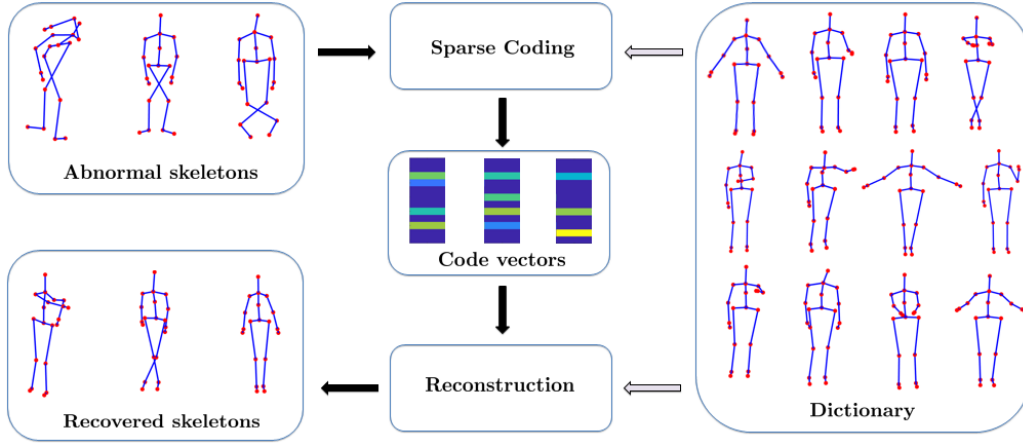 Sparse Coding
Abnormal skeletons
Code vectors
Reconstruction
Recovered skeletons
Dictionary